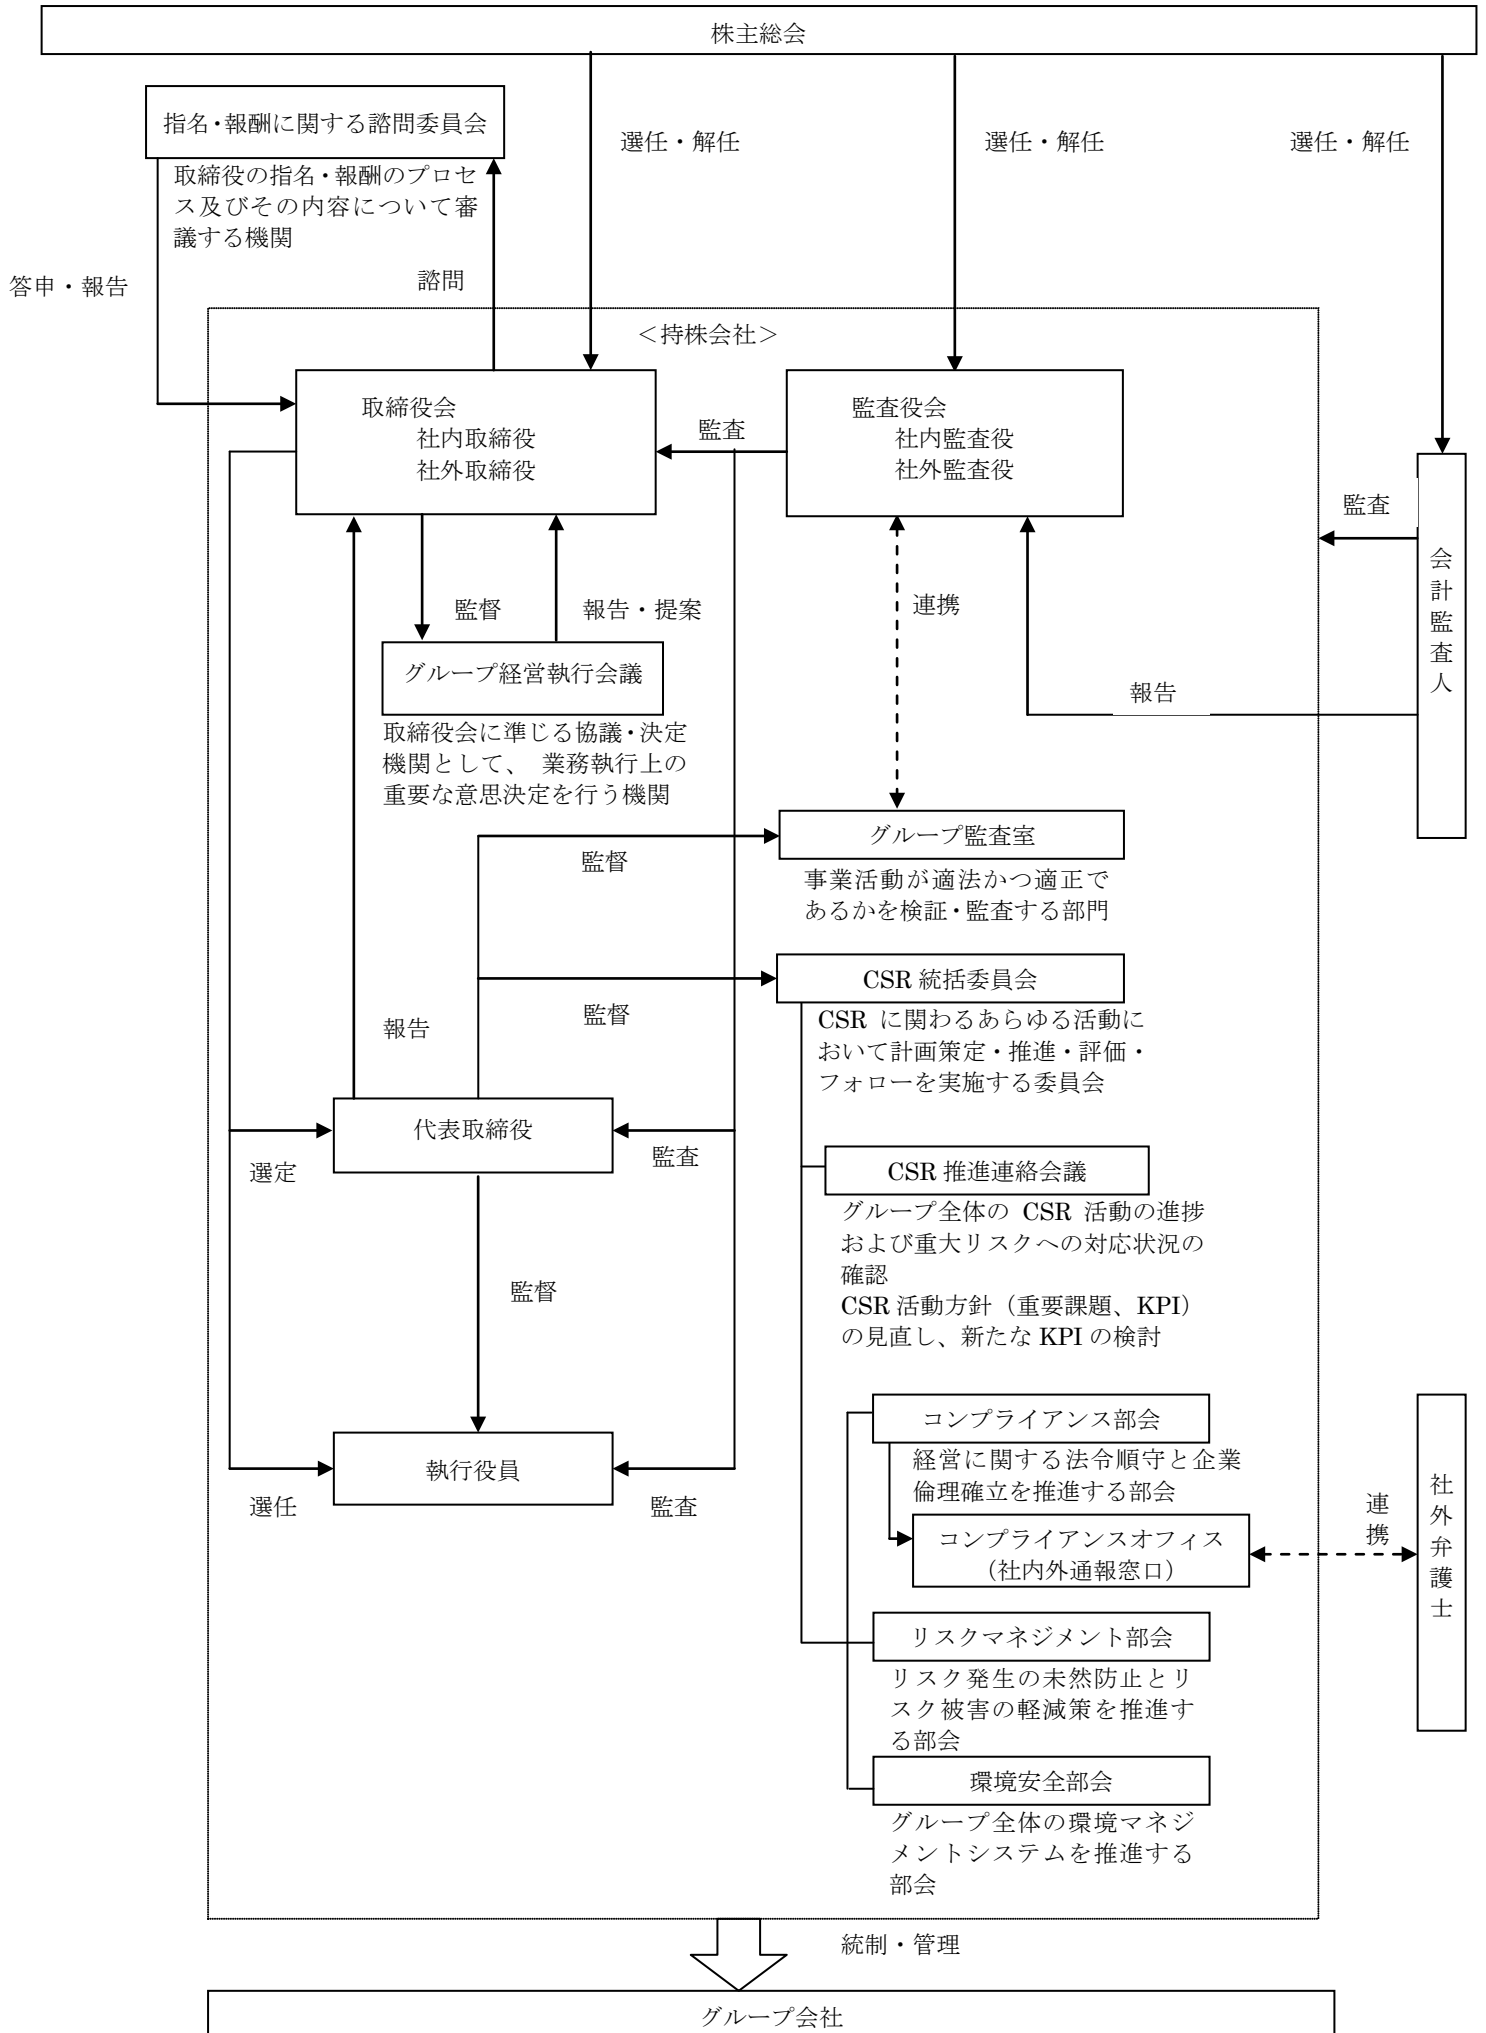 株主総会
指名・報酬に関する諮問委員会
選任・解任
選任・解任
選任・解任
取締役の指名・報酬のプロセ
ス及びその内容について審
議する機関
答申・報告
諮問
＜持株会社＞
取締役会
社内取締役
社外取締役
監査
監査役会
社内監査役
社外監査役
監査
会計監査人
監督
報告・提案
連携
グループ経営執行会議
報告
取締役会に準じる協議・決定
機関として、 業務執行上の
重要な意思決定を行う機関
グループ監査室
監督
事業活動が適法かつ適正で
あるかを検証・監査する部門
CSR 統括委員会
監督
報告
CSR に関わるあらゆる活動に
おいて計画策定・推進・評価・
フォローを実施する委員会
代表取締役
監査
選定
CSR 推進連絡会議
グループ全体の CSR 活動の進捗
および重大リスクへの対応状況の
確認
CSR 活動方針（重要課題、KPI）
の見直し、新たな KPI の検討
監督
コンプライアンス部会
経営に関する法令順守と企業
倫理確立を推進する部会
執行役員
選任
監査
コンプライアンスオフィス
（社内外通報窓口）
連携
社外弁護士
リスクマネジメント部会
リスク発生の未然防止とリ
スク被害の軽減策を推進す
る部会
環境安全部会
グループ全体の環境マネジ
メントシステムを推進する
部会
統制・管理
グループ会社